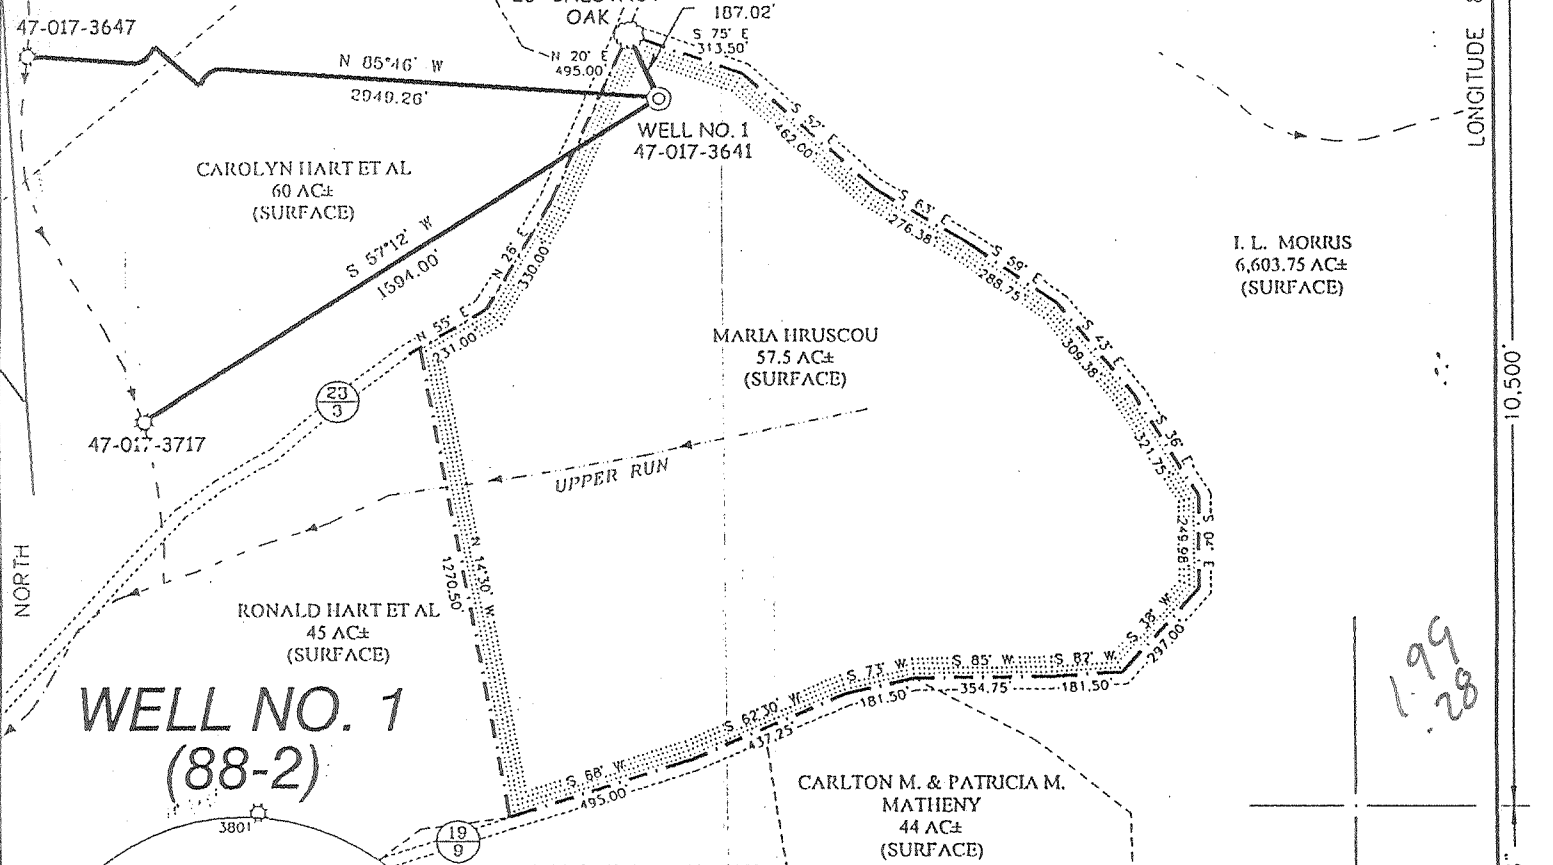 OAK
187.02'
47-017-3647
S 75° E
313.50'
N 20° E
495.00'
N 85°46' W
2949.26'
WELL NO. 1
47-017-3641
S 52° E
462.00'
LONGITUDE
CAROLYN HART ET AL
60 AC±
(SURFACE)
S 63° E
276.38
S 57°12' W
1594.00'
N 26° E
330.00'
S 59° E
288.75
I. L. MORRIS
6,603.75 AC±
(SURFACE)
N 55° E
231.00'
S 43° E
309.38
MARIA HRUSCOU
57.5 AC±
(SURFACE)
23
3
10,500'
47-017-3717
S 36° E
321.75
UPPER RUN
S 04° E
249.98
NORTH
N 14°30' W
1270.50'
RONALD HART ET AL
45 AC±
(SURFACE)
S 38° W
297.00'
S 73° W
181.50'
S 85° W
354.75'
S 82° W
181.50'
1.99
.28
WELL NO. 1
(88-2)
S 62°30' W
437.25
S 68° W
495.00'
CARLTON M. & PATRICIA M.
MATHENY
44 AC±
(SURFACE)
3801
19
9